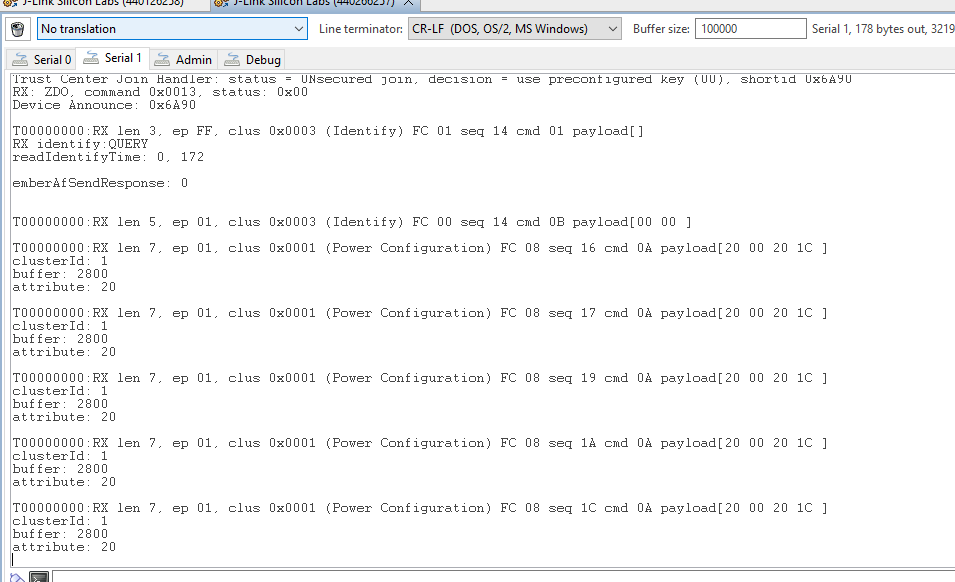 J-Link Silicon Labs (440126258)
J-Link Silicon Labs (440266257)
No translation
Line terminator:
CR-LF (DOS, OS/2, MS Windows)
Buffer size:
100000
Serial 1, 178 bytes out, 3219
Serial 0
Serial 1
Admin
Debug
Trust Center Join Handler: status = UNsecured join, decision = use preconfigured key (00), shortid 0x6A90
RX: ZDO, command 0x0013, status: 0x00
Device Announce: 0x6A90
T00000000:RX len 3, ep FF, clus 0x0003 (Identify) FC 01 seq 14 cmd 01 payload[]
RX identify:QUERY
readIdentifyTime: 0, 172
emberAfSendResponse: 0
T00000000:RX len 5, ep 01, clus 0x0003 (Identify) FC 00 seq 14 cmd 0B payload[00 00 ]
T00000000:RX len 7, ep 01, clus 0x0001 (Power Configuration) FC 08 seq 16 cmd 0A payload[20 00 20 1C ]
clusterId: 1
buffer: 2800
attribute: 20
T00000000:RX len 7, ep 01, clus 0x0001 (Power Configuration) FC 08 seq 17 cmd 0A payload[20 00 20 1C ]
clusterId: 1
buffer: 2800
attribute: 20
T00000000:RX len 7, ep 01, clus 0x0001 (Power Configuration) FC 08 seq 19 cmd 0A payload[20 00 20 1C ]
clusterId: 1
buffer: 2800
attribute: 20
T00000000:RX len 7, ep 01, clus 0x0001 (Power Configuration) FC 08 seq 1A cmd 0A payload[20 00 20 1C ]
clusterId: 1
buffer: 2800
attribute: 20
T00000000:RX len 7, ep 01, clus 0x0001 (Power Configuration) FC 08 seq 1C cmd 0A payload[20 00 20 1C ]
clusterId: 1
buffer: 2800
attribute: 20